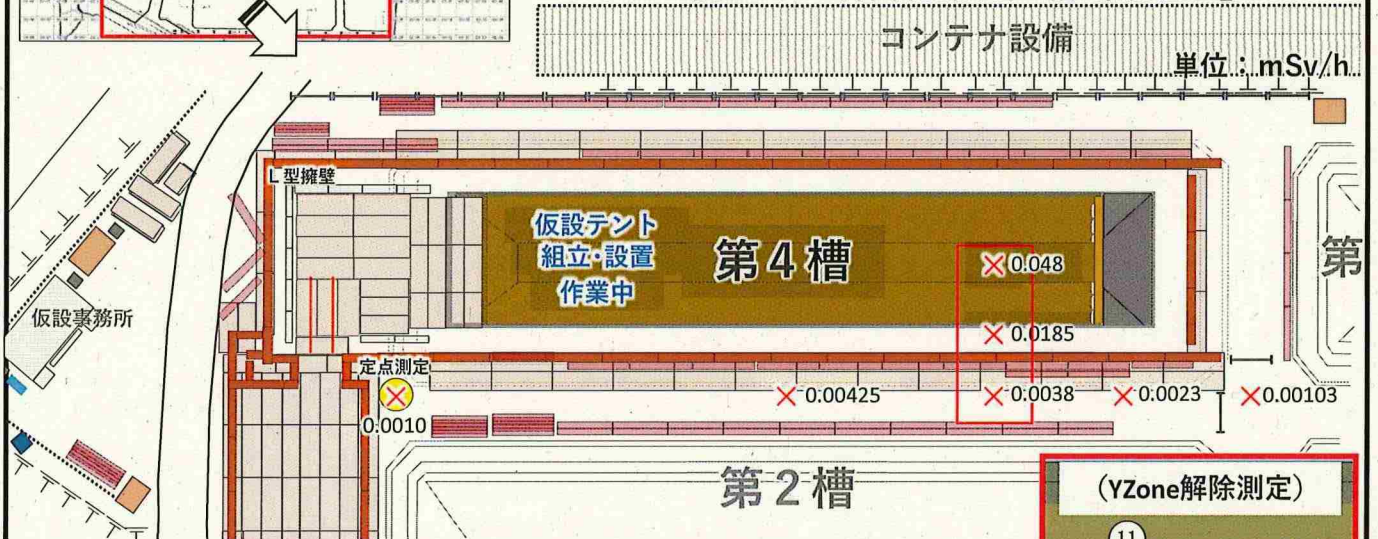 コンテナ設備
単位：mSv/h
L型擁壁
仮設テント
組立･設置
作業中
第４槽
第
0.048
仮設事務所
0.0185
定点測定
0.0010
0.00425
0.0038
0.0023
0.00103
第２槽
（YZone解除測定）
11